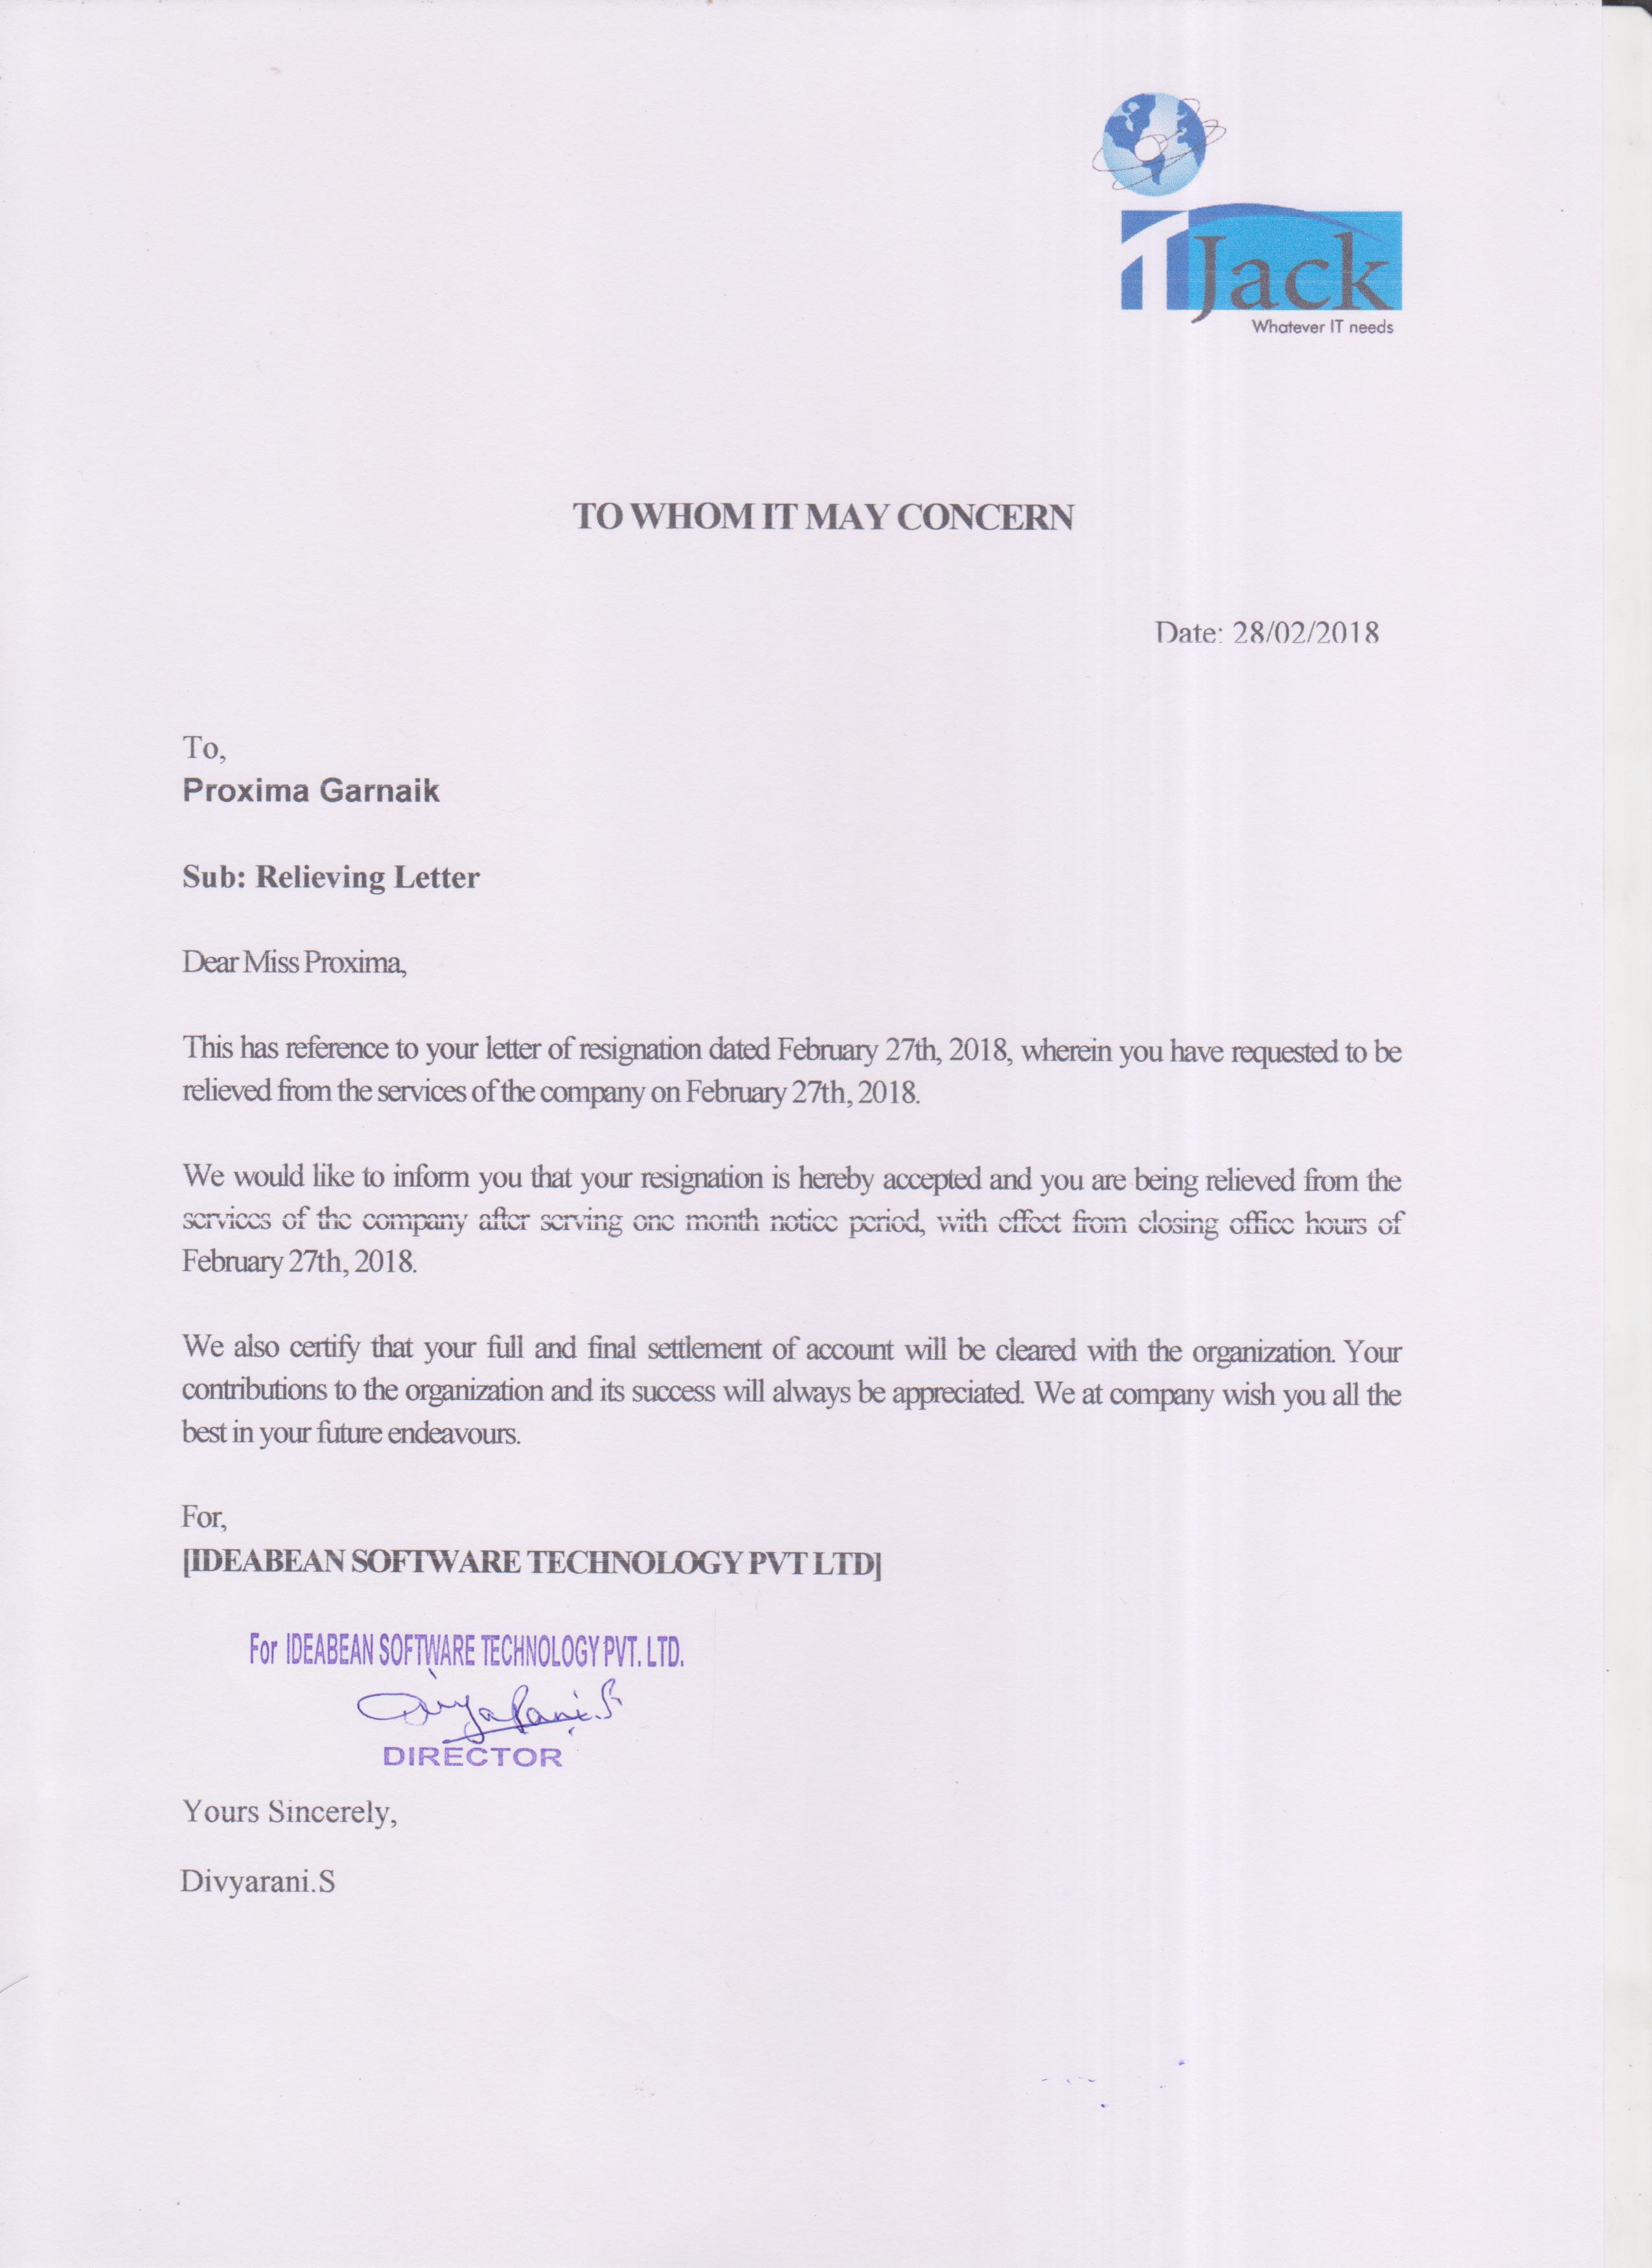 iTJack
Whatever IT needs
TO WHOM IT MAY CONCERN
Date: 28/02/2018
To,
Proxima Garnaik
Sub: Relieving Letter
Dear Miss Proxima,
This has reference to your letter of resignation dated February 27th, 2018, wherein you have requested to be
relieved from the services of the company on February 27th, 2018.
We would like to inform you that your resignation is hereby accepted and you are being relieved from the
services of the company after serving one month notice period, with effect from closing office hours of
February 27th, 2018.
We also certify that your full and final settlement of account will be cleared with the organization. Your
contributions to the organization and its success will always be appreciated. We at company wish you all the
best in your future endeavours.
For,
[IDEABEAN SOFTWARE TECHNOLOGY PVT LTD]
For IDEABEAN SOFTWARE TECHNOLOGY PVT. LTD.
DivyaRani.S
DIRECTOR
Yours Sincerely,
Divyarani.S